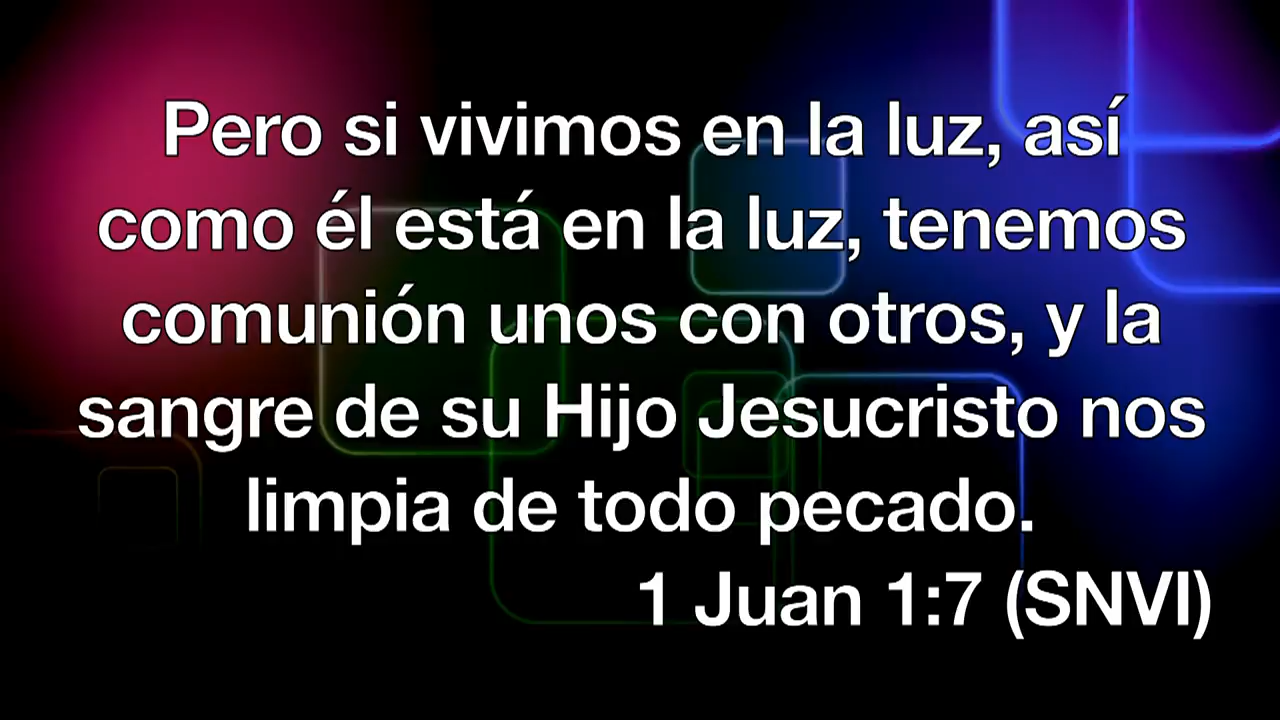 Pero si vivimos en la luz, así
como él está en la luz, tenemos
comunión unos con otros, y la
sangre de su Hijo Jesucristo nos
limpia de todo pecado.
1 Juan 1:7 (SNVI)